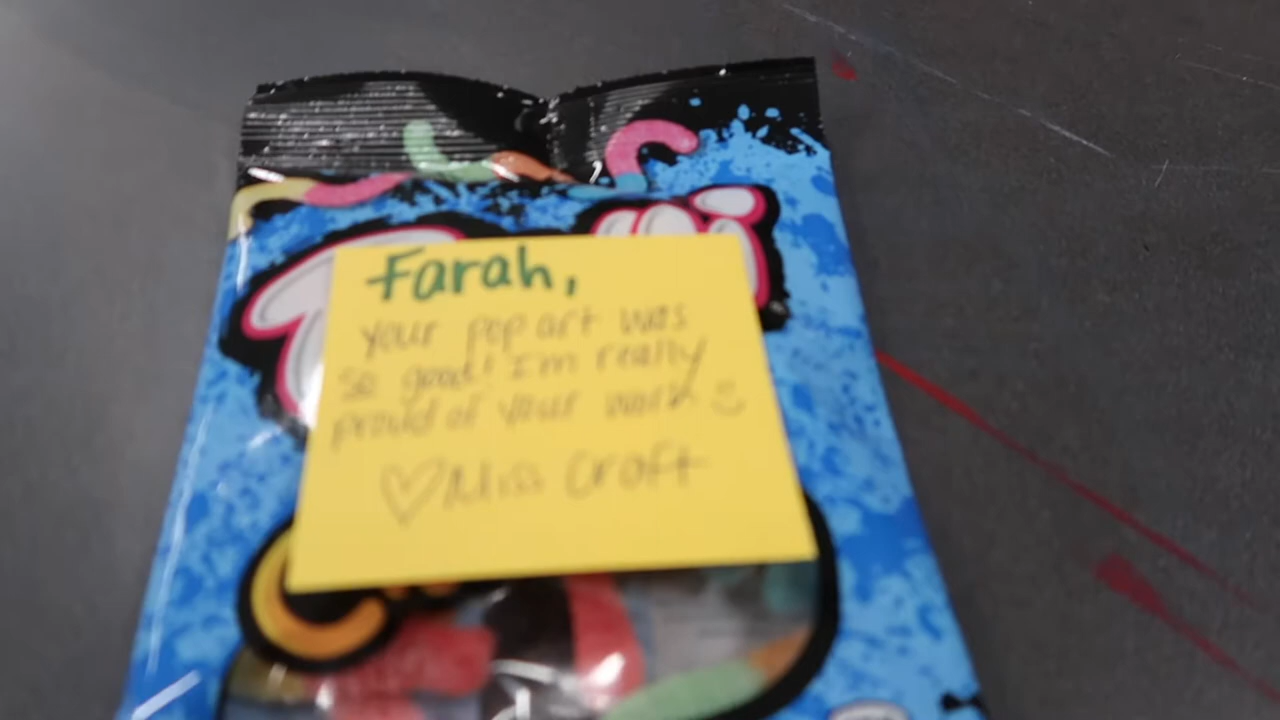 Farah,
your pop art was
so good! I'm really
proud of your work
♡ Miss Croft